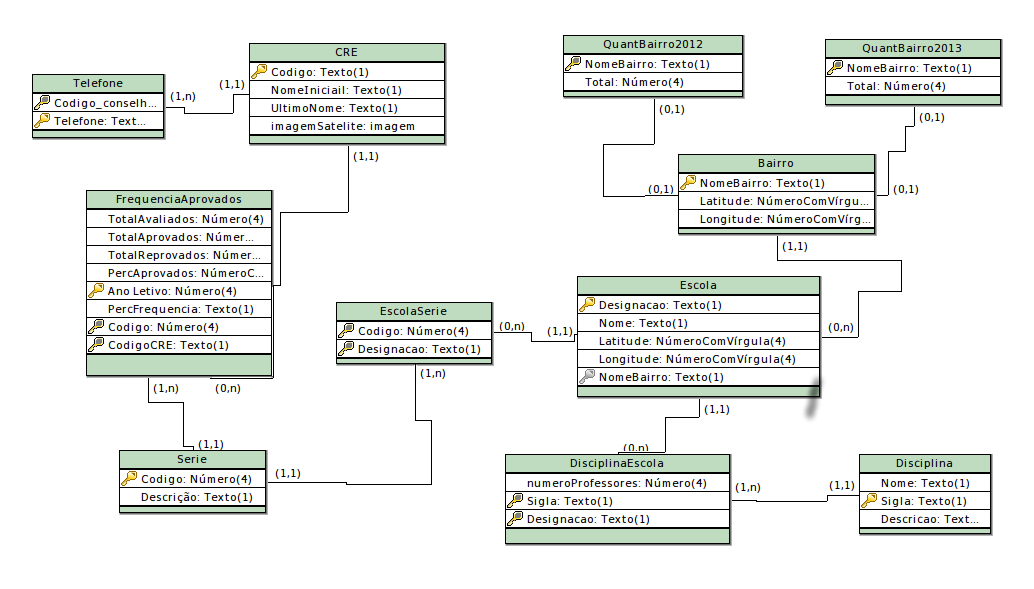 CRE
Codigo: Texto(1)
NomeIniciail: Texto(1)
UltimoNome: Texto(1)
imagemSatelite: imagem
(1,1)
(1,1)
Telefone
Codigo_conselh...
Telefone: Text...
(1,n)
QuantBairro2012
NomeBairro: Texto(1)
Total: Número(4)
(0,1)
QuantBairro2013
NomeBairro: Texto(1)
Total: Número(4)
(0,1)
Bairro
NomeBairro: Texto(1)
Latitude: NúmeroComVírgu...
Longitude: NúmeroComVírg...
(0,1)
(0,1)
(1,1)
FrequenciaAprovados
TotalAvaliados: Número(4)
TotalAprovados: Númer...
TotalReprovados: Númer...
PercAprovados: NúmeroC...
Ano Letivo: Número(4)
PercFrequencia: Texto(1)
Codigo: Número(4)
CodigoCRE: Texto(1)
(1,n)
(0,n)
EscolaSerie
Codigo: Número(4)
Designacao: Texto(1)
(0,n)
(1,n)
Escola
Designacao: Texto(1)
Nome: Texto(1)
Latitude: NúmeroComVírgula(4)
Longitude: NúmeroComVírgula(4)
NomeBairro: Texto(1)
(1,1)
(0,n)
(1,1)
Serie
Codigo: Número(4)
Descrição: Texto(1)
(1,1)
(1,1)
DisciplinaEscola
numeroProfessores: Número(4)
Sigla: Texto(1)
Designacao: Texto(1)
(0,n)
(1,n)
Disciplina
Nome: Texto(1)
Sigla: Texto(1)
Descricao: Text...
(1,1)